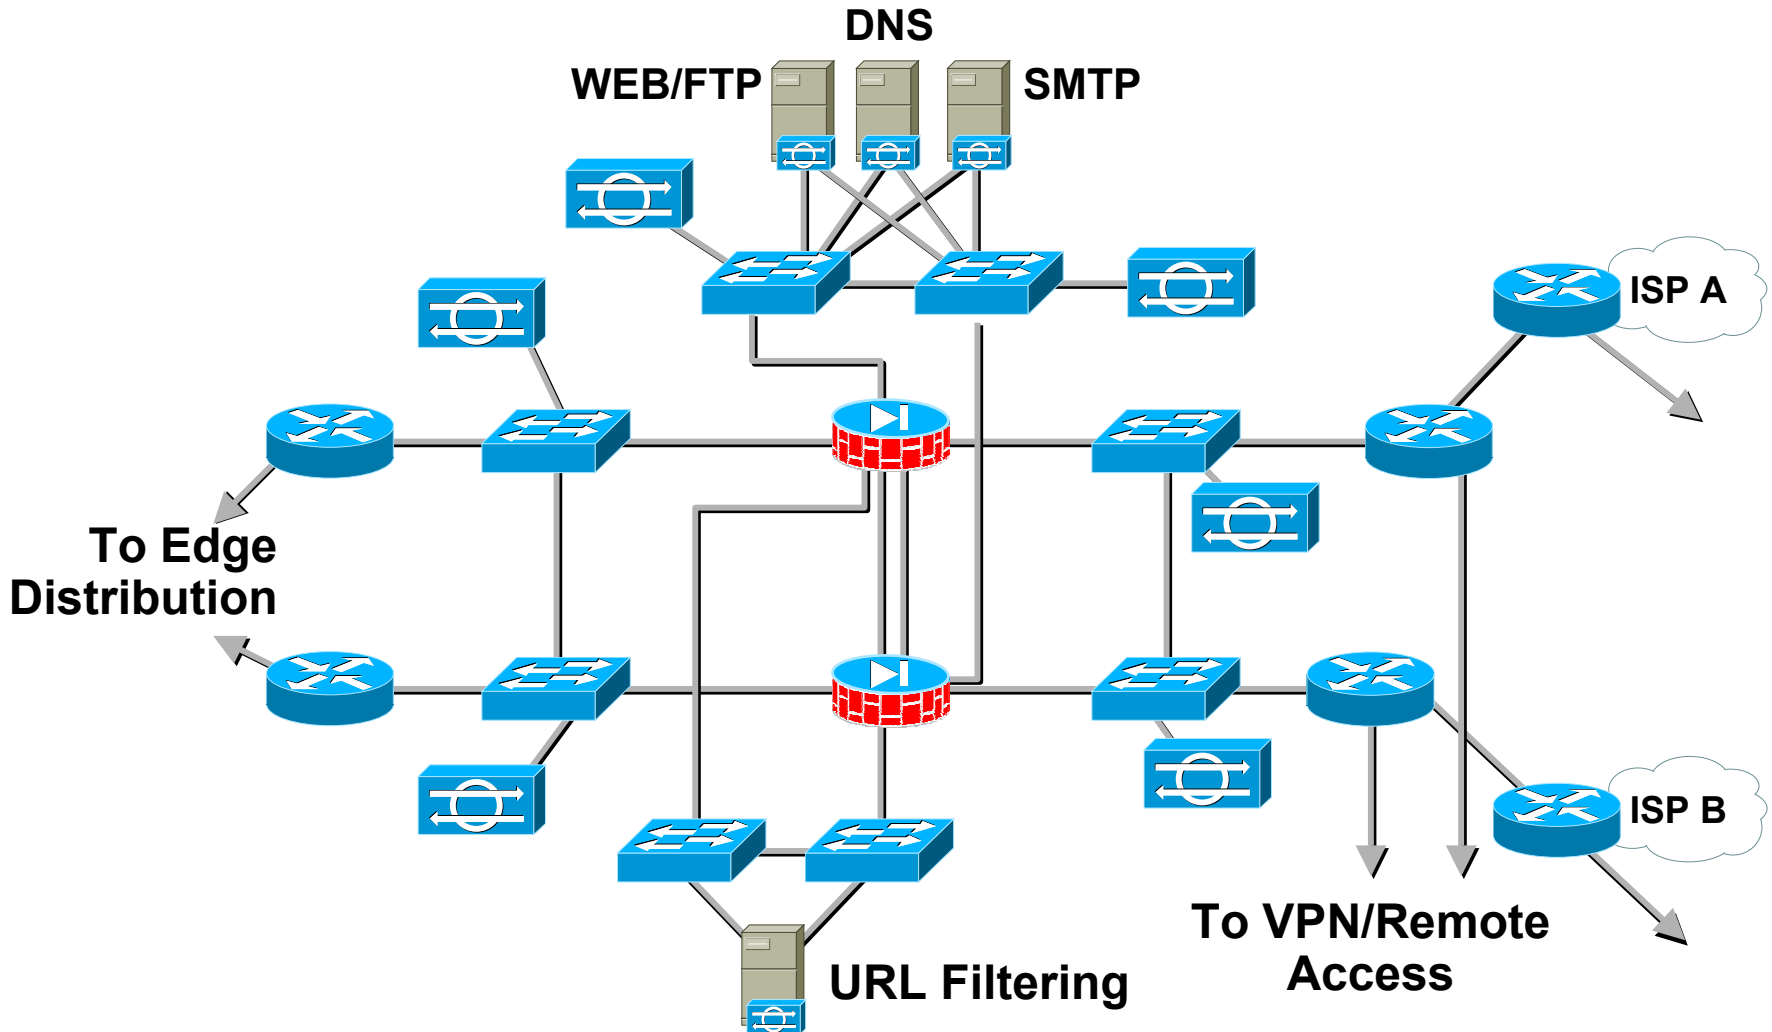 DNS
WEB/FTP
SMTP
ISP A
To Edge
Distribution
ISP B
To VPN/Remote
Access
URL Filtering